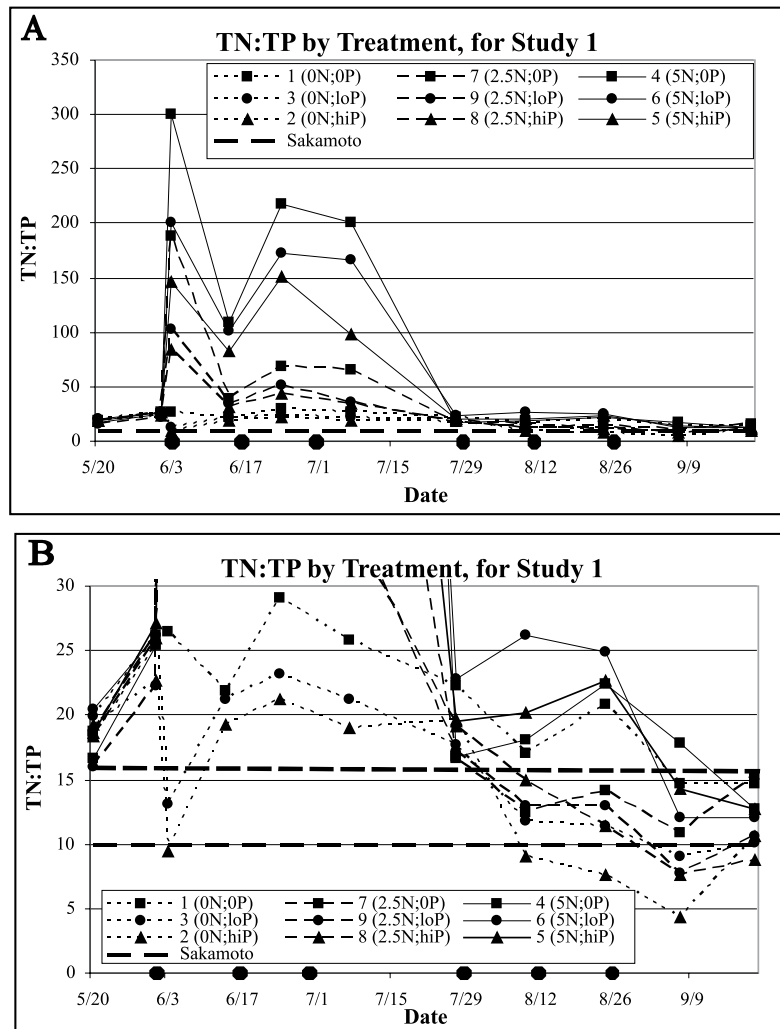 A
TN:TP by Treatment, for Study 1
350
300
250
200
150
100
50
0
TN:TP
1 (0N;0P) 7 (2.5N;0P) 4 (5N;0P)
3 (0N;loP) 9 (2.5N;loP) 6 (5N;loP)
2 (0N;hiP) 8 (2.5N;hiP) 5 (5N;hiP)
Sakamoto
5/20 6/3 6/17 7/1 7/15 7/29 8/12 8/26 9/9
Date
B
TN:TP by Treatment, for Study 1
30
25
20
15
10
5
0
TN:TP
1 (0N;0P) 7 (2.5N;0P) 4 (5N;0P)
3 (0N;loP) 9 (2.5N;loP) 6 (5N;loP)
2 (0N;hiP) 8 (2.5N;hiP) 5 (5N;hiP)
Sakamoto
5/20 6/3 6/17 7/1 7/15 7/29 8/12 8/26 9/9
Date